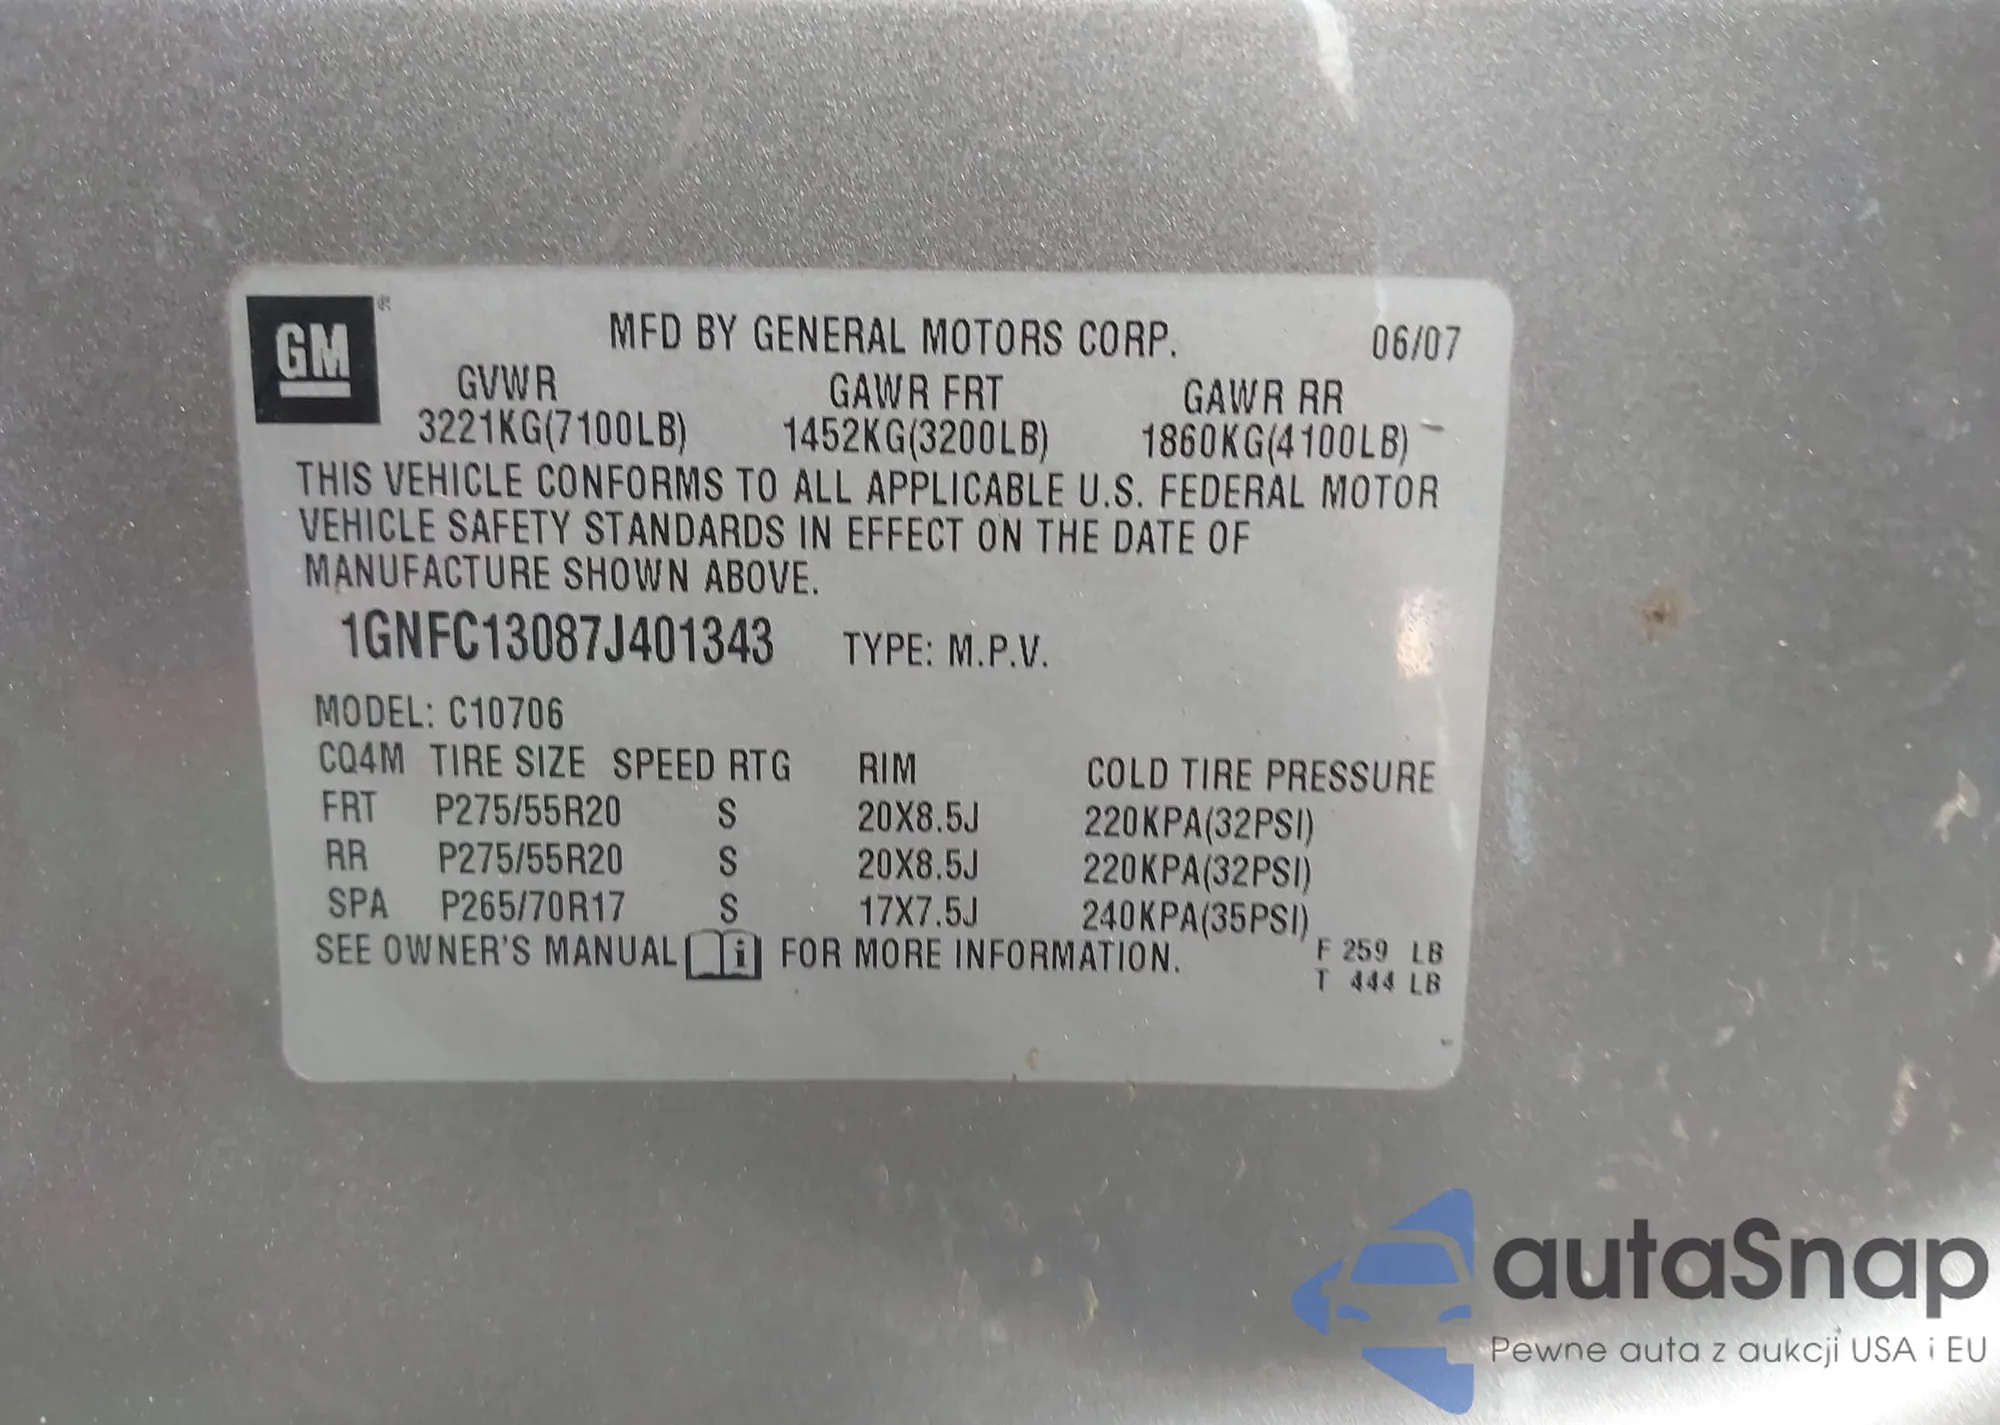 GM
MFD BY GENERAL MOTORS CORP. 06/07
GVWR GAWR FRT GAWR RR
3221KG(7100LB) 1452KG(3200LB) 1860KG(4100LB)
THIS VEHICLE CONFORMS TO ALL APPLICABLE U.S. FEDERAL MOTOR
VEHICLE SAFETY STANDARDS IN EFFECT ON THE DATE OF
MANUFACTURE SHOWN ABOVE.
1GNFC13087J401343 TYPE: M.P.V.
MODEL: C10706
CQ4M TIRE SIZE SPEED RTG RIM COLD TIRE PRESSURE
FRT P275/55R20 S 20X8.5J 220KPA(32PSI)
RR P275/55R20 S 20X8.5J 220KPA(32PSI)
SPA P265/70R17 S 17X7.5J 240KPA(35PSI)
SEE OWNER'S MANUAL i FOR MORE INFORMATION.
F 259 LB
T 444 LB
autaSnap
Pewne auta z aukcji USA i EU